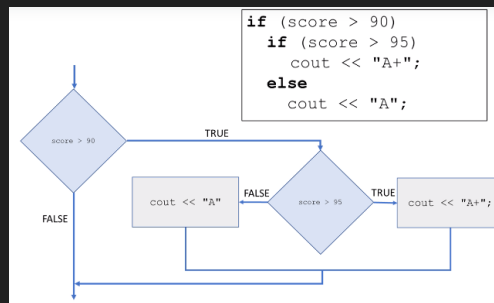 if (score > 90)
if (score > 95)
cout << "A+";
else
cout << "A";
score > 90
TRUE
FALSE
cout << "A"
FALSE
score > 95
TRUE
cout << "A+";